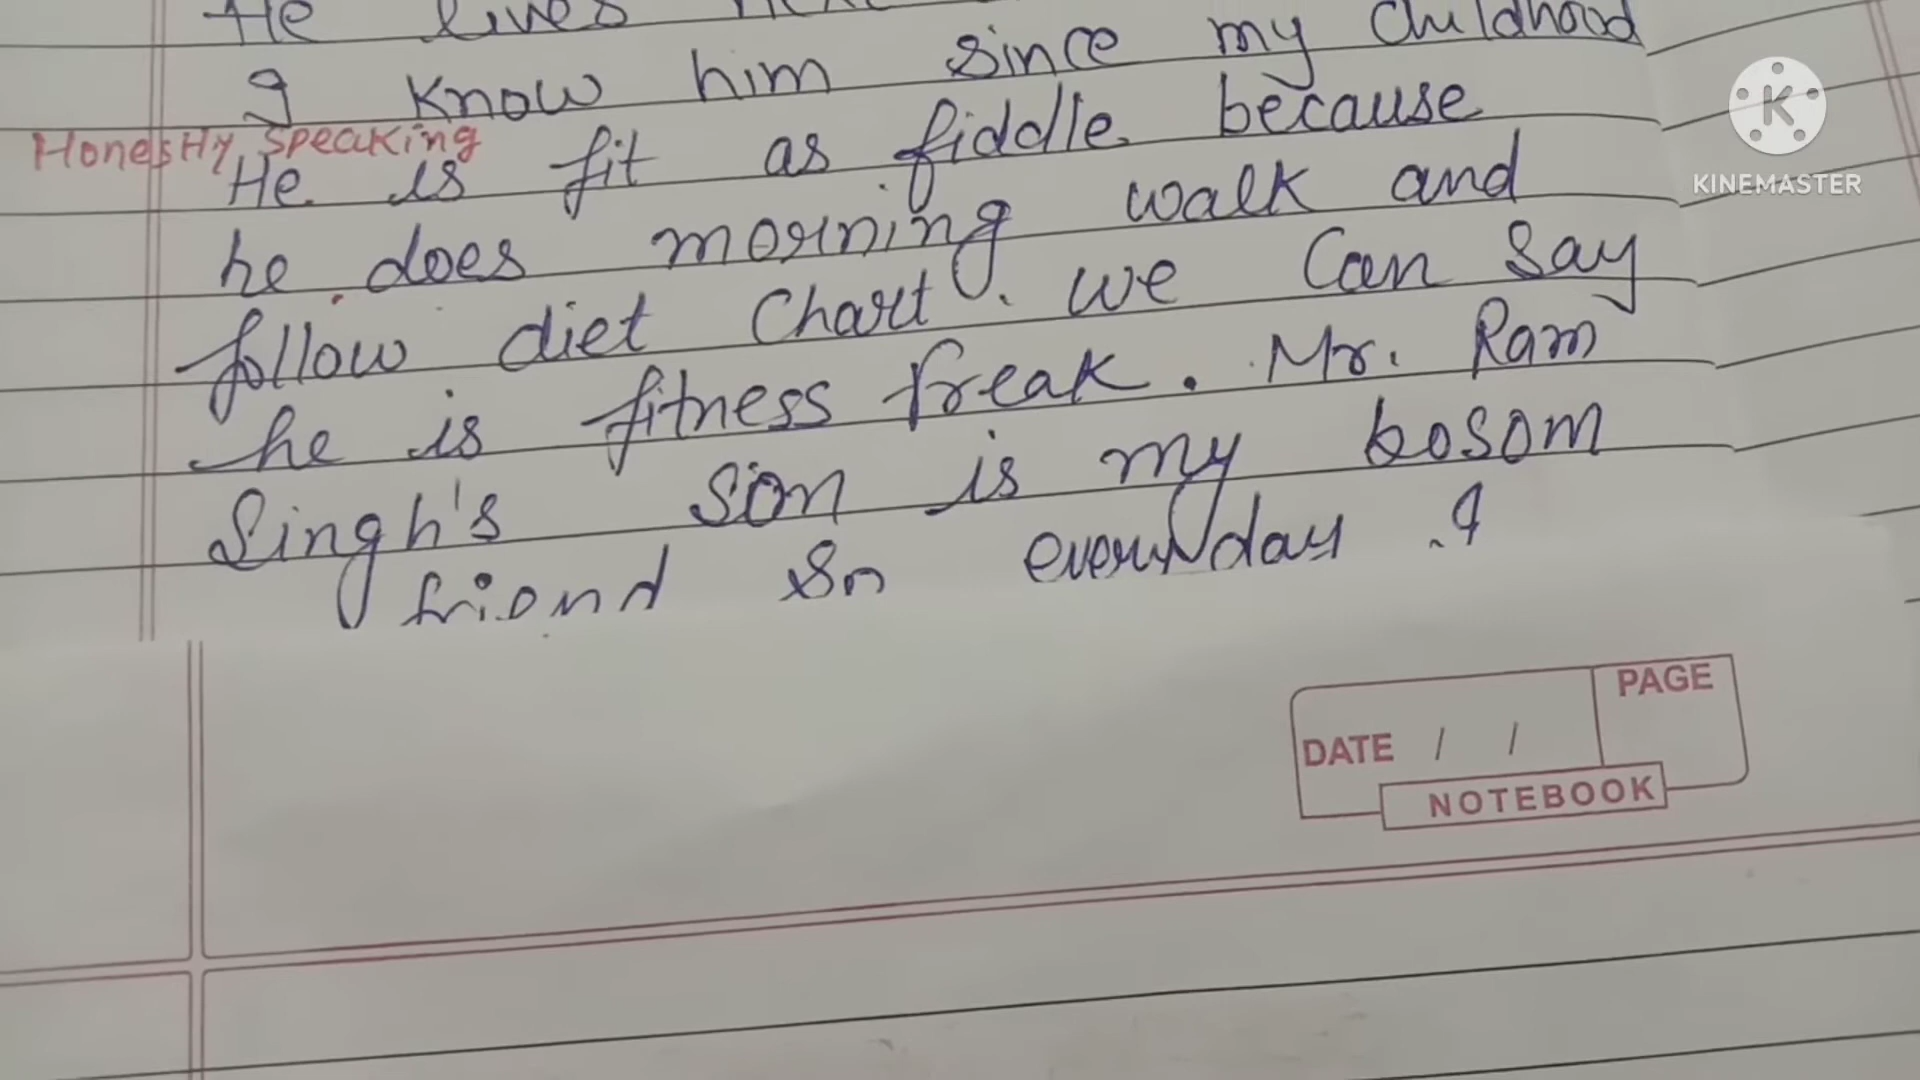 He lives
I know him since my childhood
Honestly speaking
He is fit as fiddle because
he does morning walk and
follow diet chart. we can say
he is fitness freak. Mr. Ram
Singh's son is my bosom
friend so everyday . I
K
KINEMASTER
PAGE
DATE / /
NOTEBOOK